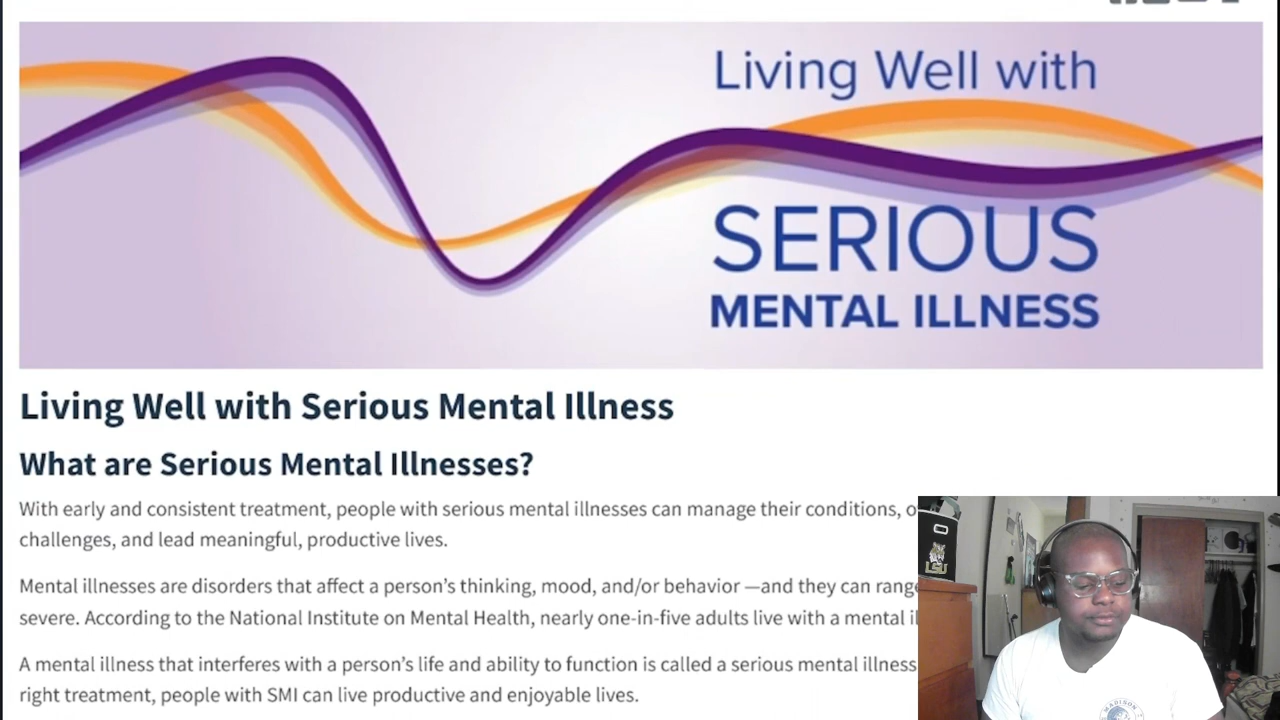 Living Well with
SERIOUS
MENTAL ILLNESS
Living Well with Serious Mental Illness
What are Serious Mental Illnesses?
With early and consistent treatment, people with serious mental illnesses can manage their conditions, o
challenges, and lead meaningful, productive lives.
Mental illnesses are disorders that affect a person’s thinking, mood, and/or behavior —and they can range
severe. According to the National Institute on Mental Health, nearly one-in-five adults live with a mental il
A mental illness that interferes with a person’s life and ability to function is called a serious mental illness
right treatment, people with SMI can live productive and enjoyable lives.
LSU
MADISON